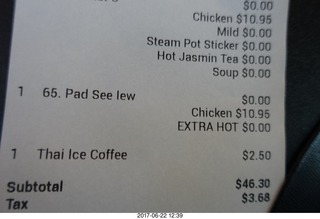 $0.00
Chicken $10.95
Mild $0.00
Steam Pot Sticker $0.00
Hot Jasmin Tea $0.00
Soup $0.00
1 65. Pad See Iew $0.00
Chicken $10.95
EXTRA HOT $0.00
1 Thai Ice Coffee $2.50
Subtotal $46.30
Tax $3.68
2017-06-22 12:39